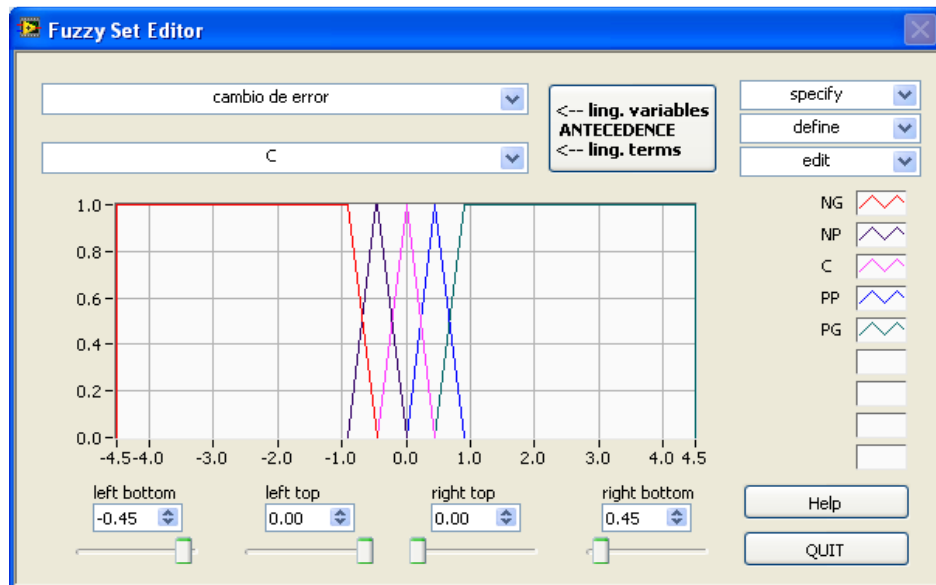 Fuzzy Set Editor
cambio de error
C
<-- ling. variables
ANTECEDENCE
<-- ling. terms
specify
define
edit
NG
NP
C
PP
PG
1.0
0.8
0.6
0.4
0.2
0.0
-4.5 -4.0 -3.0 -2.0 -1.0 0.0 1.0 2.0 3.0 4.0 4.5
left bottom left top right top right bottom
-0.45 0.00 0.00 0.45
Help
QUIT